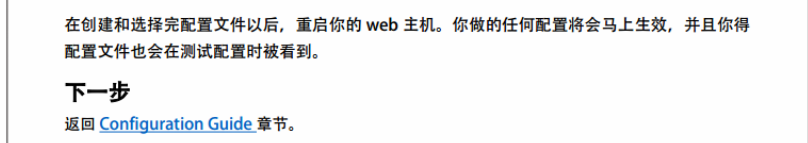 在创建和选择完配置文件以后，重启你的 web 主机。你做的任何配置将会马上生效，并且你得
配置文件也会在测试配置时被看到。
下一步
返回 Configuration Guide 章节。